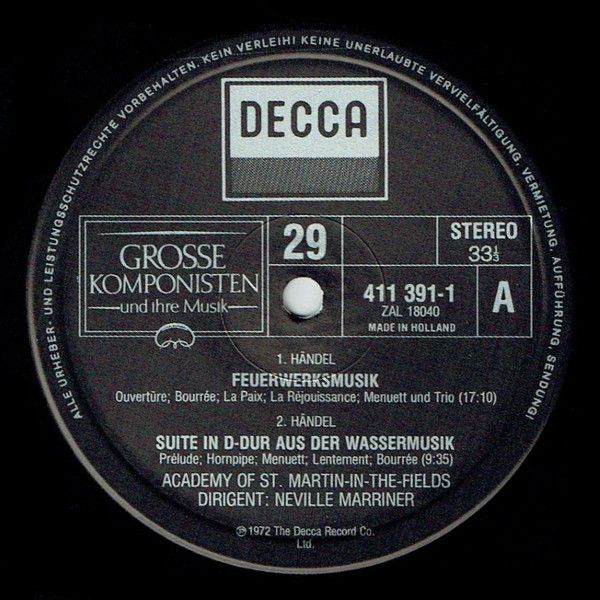 ALLE URHEBER- UND LEISTUNGSSCHUTZRECHTE VORBEHALTEN. KEIN VERLEIH! KEINE UNERLAUBTE VERVIELFÄLTIGUNG, VERMIETUNG, AUFFÜHRUNG, SENDUNG!
DECCA
GROSSE
KOMPONISTEN
und ihre Musik
29
STEREO
33⅓
411 391-1
ZAL 18040
MADE IN HOLLAND
A
1. HÄNDEL
FEUERWERKSMUSIK
Ouvertüre; Bourrée; La Paix; La Réjouissance; Menuett und Trio (17:10)
2. HÄNDEL
SUITE IN D-DUR AUS DER WASSERMUSIK
Prélude; Hornpipe; Menuett; Lentement; Bourrée (9:35)
ACADEMY OF ST. MARTIN-IN-THE-FIELDS
DIRIGENT: NEVILLE MARRINER
℗1972 The Decca Record Co.
Ltd.